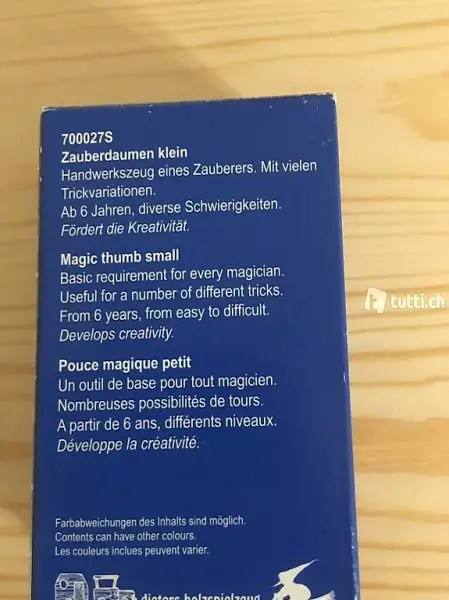 700027S
Zauberdaumen klein
Handwerkszeug eines Zauberers. Mit vielen
Trickvariationen.
Ab 6 Jahren, diverse Schwierigkeiten.
Fördert die Kreativität.
Magic thumb small
Basic requirement for every magician.
Useful for a number of different tricks.
From 6 years, from easy to difficult.
Develops creativity.
Pouce magique petit
Un outil de base pour tout magicien.
Nombreuses possibilités de tours.
A partir de 6 ans, différents niveaux.
Développe la créativité.
Farbabweichungen des Inhalts sind möglich.
Contents can have other colours.
Les couleurs inclues peuvent varier.
dieters holzspielzeug
tutti.ch